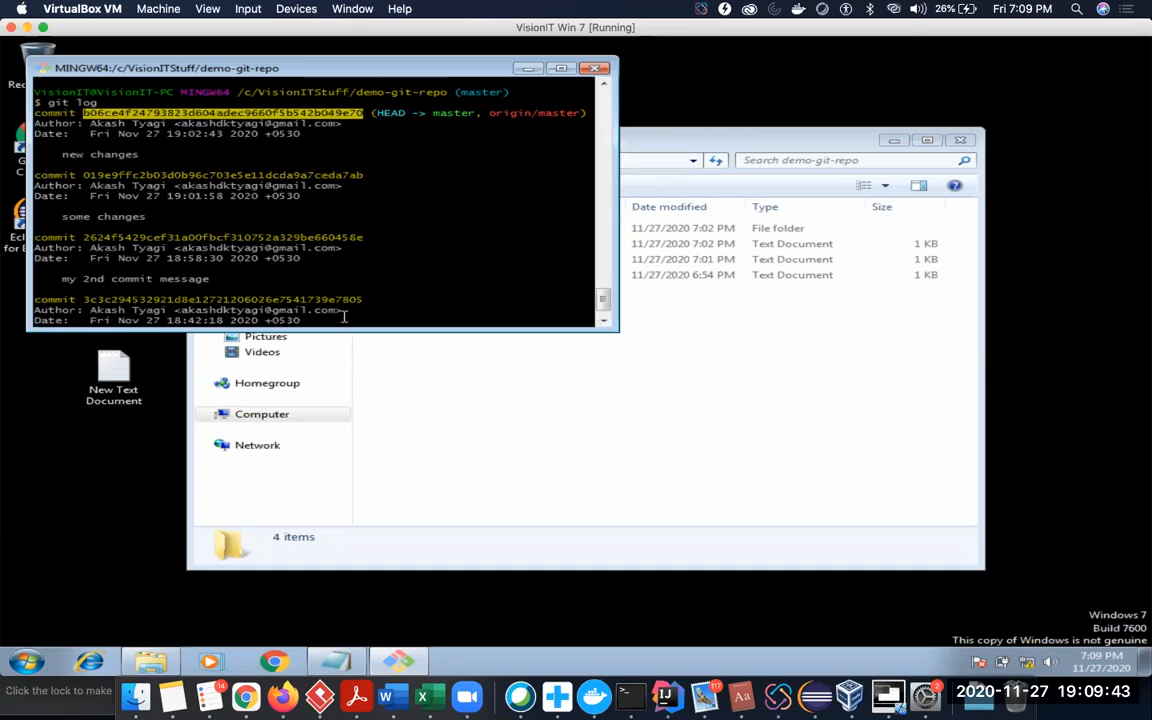 VirtualBox VM Machine View Input Devices Window Help 26% Fri 7:09 PM
VisionIT Win 7 [Running]
MINGW64:/c/VisionITStuff/demo-git-repo
VisionIT@VisionIT-PC MINGW64 /c/VisionITStuff/demo-git-repo (master)
$ git log
commit b06ce4f24793823d604adec9660f5b542b049e70 (HEAD -> master, origin/master)
Author: Akash Tyagi <akashdktyagi@gmail.com>
Date: Fri Nov 27 19:02:43 2020 +0530
new changes
commit 019e9ffc2b03d0b96c703e5e11dcda9a7ceda7ab
Author: Akash Tyagi <akashdktyagi@gmail.com>
Date: Fri Nov 27 19:01:58 2020 +0530
some changes
commit 2624f5429cef31a00fbcf310752a329be660458e
Author: Akash Tyagi <akashdktyagi@gmail.com>
Date: Fri Nov 27 18:58:30 2020 +0530
my 2nd commit message
commit 3c3c294532921d8e12721206026e7541739e7805
Author: Akash Tyagi <akashdktyagi@gmail.com>
Date: Fri Nov 27 18:42:18 2020 +0530
Search demo-git-repo
Date modified Type Size
11/27/2020 7:02 PM File folder
11/27/2020 7:02 PM Text Document 1 KB
11/27/2020 7:01 PM Text Document 1 KB
11/27/2020 6:54 PM Text Document 1 KB
Pictures
Videos
Homegroup
Computer
Network
4 items
New Text
Document
Windows 7
Build 7600
This copy of Windows is not genuine
7:09 PM
11/27/2020
Click the lock to make
2020-11-27 19:09:43